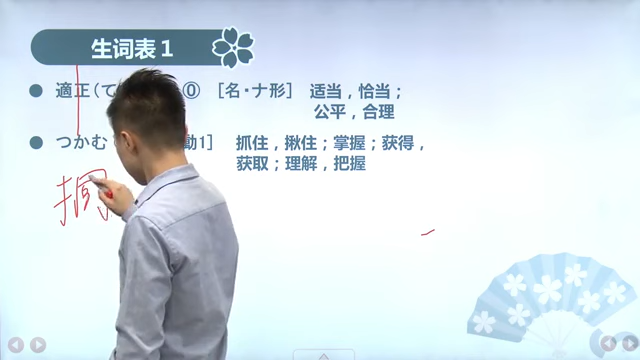 生词表1
● 適正(て ⓪ [名·ナ形] 适当，恰当；
公平，合理
● つかむ 動1] 抓住，揪住；掌握；获得，
获取；理解，把握